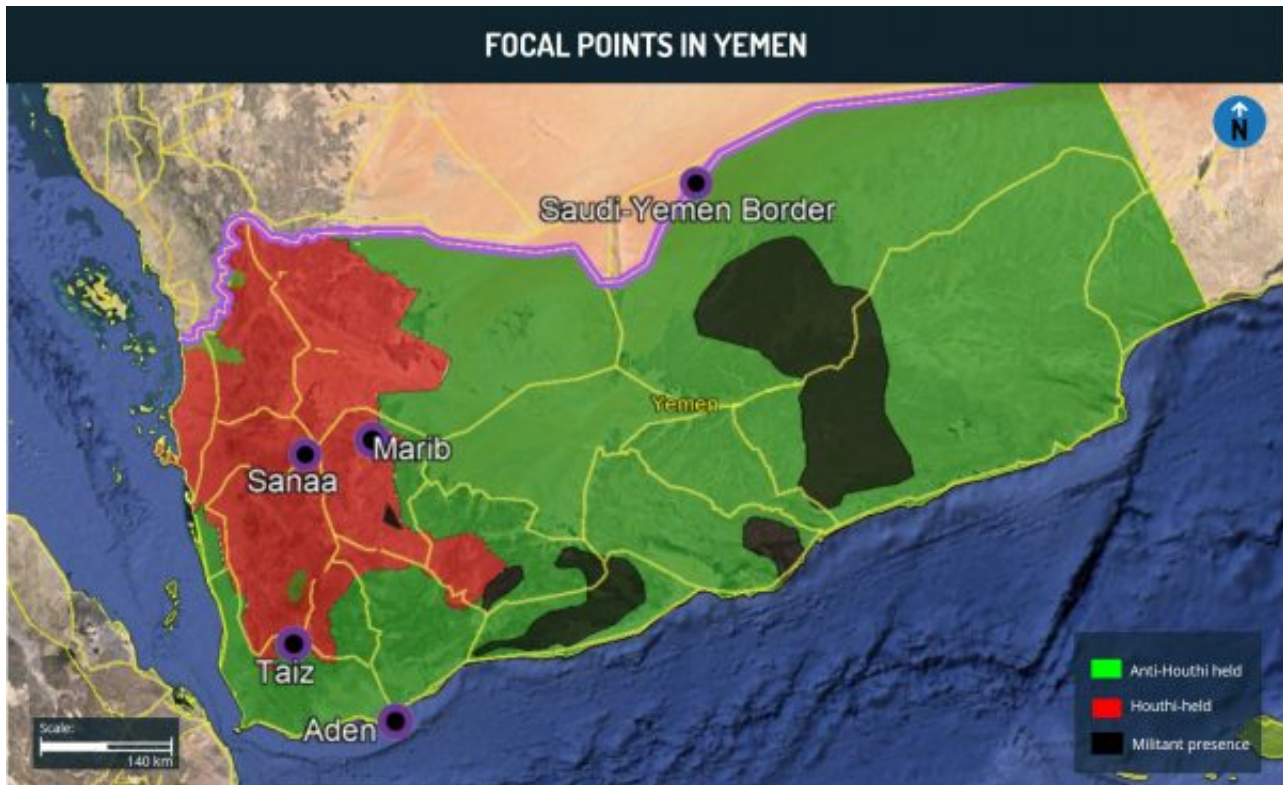 FOCAL POINTS IN YEMEN
N
Saudi-Yemen Border
Yemen
Marib
Sanaa
Taiz
Aden
Scale:
140 km
Anti-Houthi held
Houthi-held
Militant presence